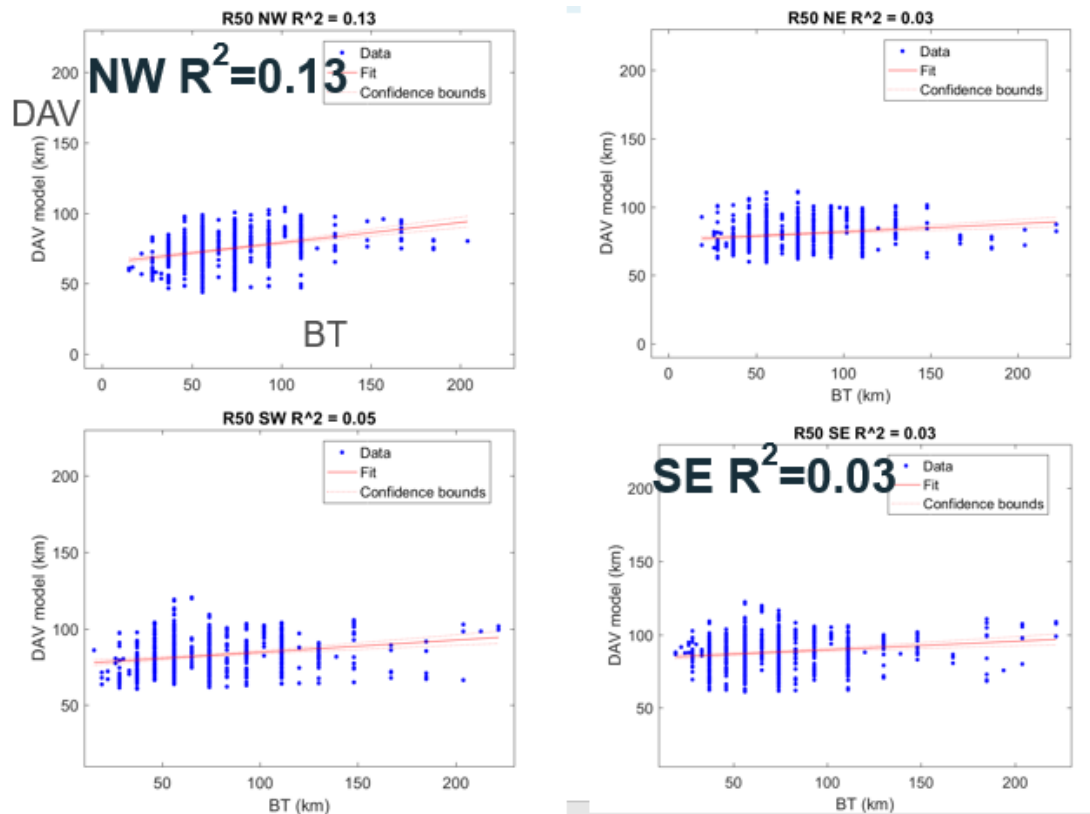 R50 NW R^2 = 0.13
NW R2=0.13
Data
Fit
Confidence bounds
DAV
DAV model (km)
200
150
100
50
0
BT
0
50
100
150
200
R50 NE R^2 = 0.03
Data
Fit
Confidence bounds
DAV model (km)
200
150
100
50
0
0
50
100
150
200
BT (km)
R50 SW R^2 = 0.05
Data
Fit
Confidence bounds
DAV model (km)
200
150
100
50
50
100
150
200
BT (km)
R50 SE R^2 = 0.03
SE R2=0.03
Data
Fit
Confidence bounds
DAV model (km)
200
150
100
50
50
100
150
200
BT (km)